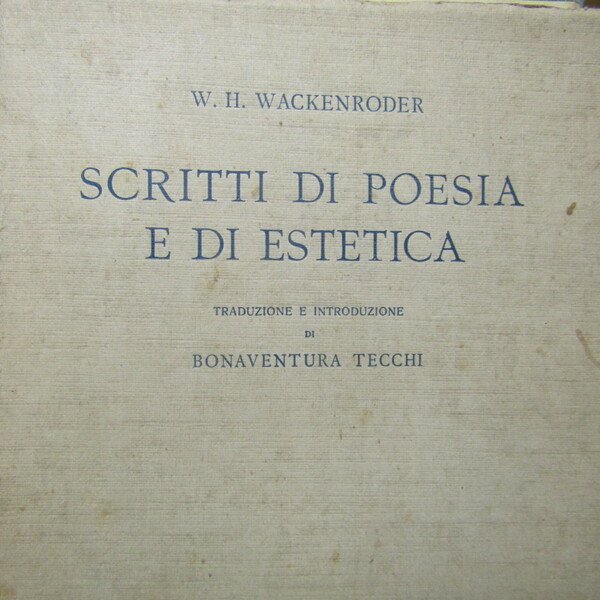 W. H. WACKENRODER
SCRITTI DI POESIA
E DI ESTETICA
TRADUZIONE E INTRODUZIONE
DI
BONAVENTURA TECCHI